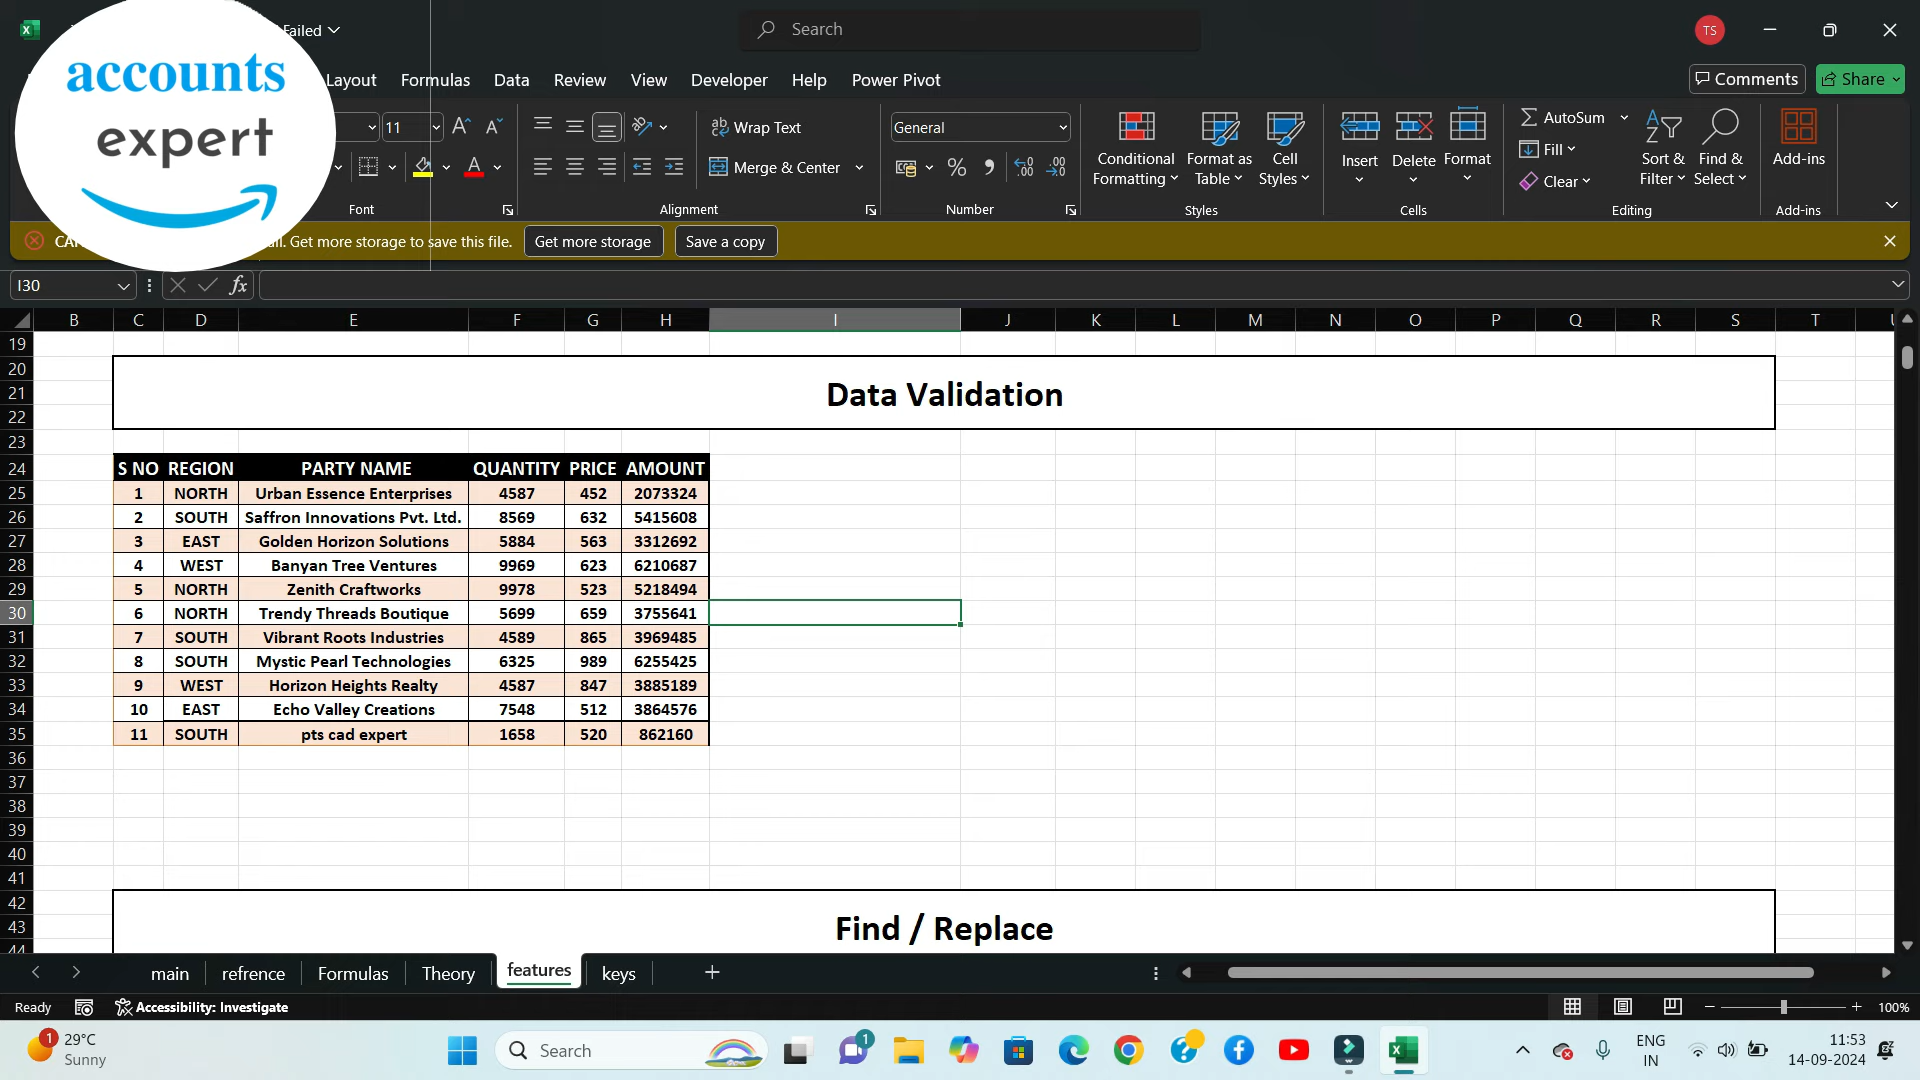 Failed
Search
TS
accounts
expert
Layout Formulas Data Review View Developer Help Power Pivot
Comments Share
11
Wrap Text
Merge & Center
General
Conditional Formatting
Format as Table
Cell Styles
Insert Delete Format
AutoSum
Fill
Clear
Sort & Filter
Find & Select
Add-ins
Font Alignment Number Styles Cells Editing Add-ins
Get more storage to save this file. Get more storage Save a copy
I30 fx
B C D E F G H I J K L M N O P Q R S T
19
20
21 Data Validation
22
23
24 S NO REGION PARTY NAME QUANTITY PRICE AMOUNT
25 1 NORTH Urban Essence Enterprises 4587 452 2073324
26 2 SOUTH Saffron Innovations Pvt. Ltd. 8569 632 5415608
27 3 EAST Golden Horizon Solutions 5884 563 3312692
28 4 WEST Banyan Tree Ventures 9969 623 6210687
29 5 NORTH Zenith Craftworks 9978 523 5218494
30 6 NORTH Trendy Threads Boutique 5699 659 3755641
31 7 SOUTH Vibrant Roots Industries 4589 865 3969485
32 8 SOUTH Mystic Pearl Technologies 6325 989 6255425
33 9 WEST Horizon Heights Realty 4587 847 3885189
34 10 EAST Echo Valley Creations 7548 512 3864576
35 11 SOUTH pts cad expert 1658 520 862160
36
37
38
39
40
41
42
43 Find / Replace
44
main refrence Formulas Theory features keys
Ready Accessibility: Investigate 100%
1 29°C
Sunny
Search
1
ENG
IN
11:53
14-09-2024